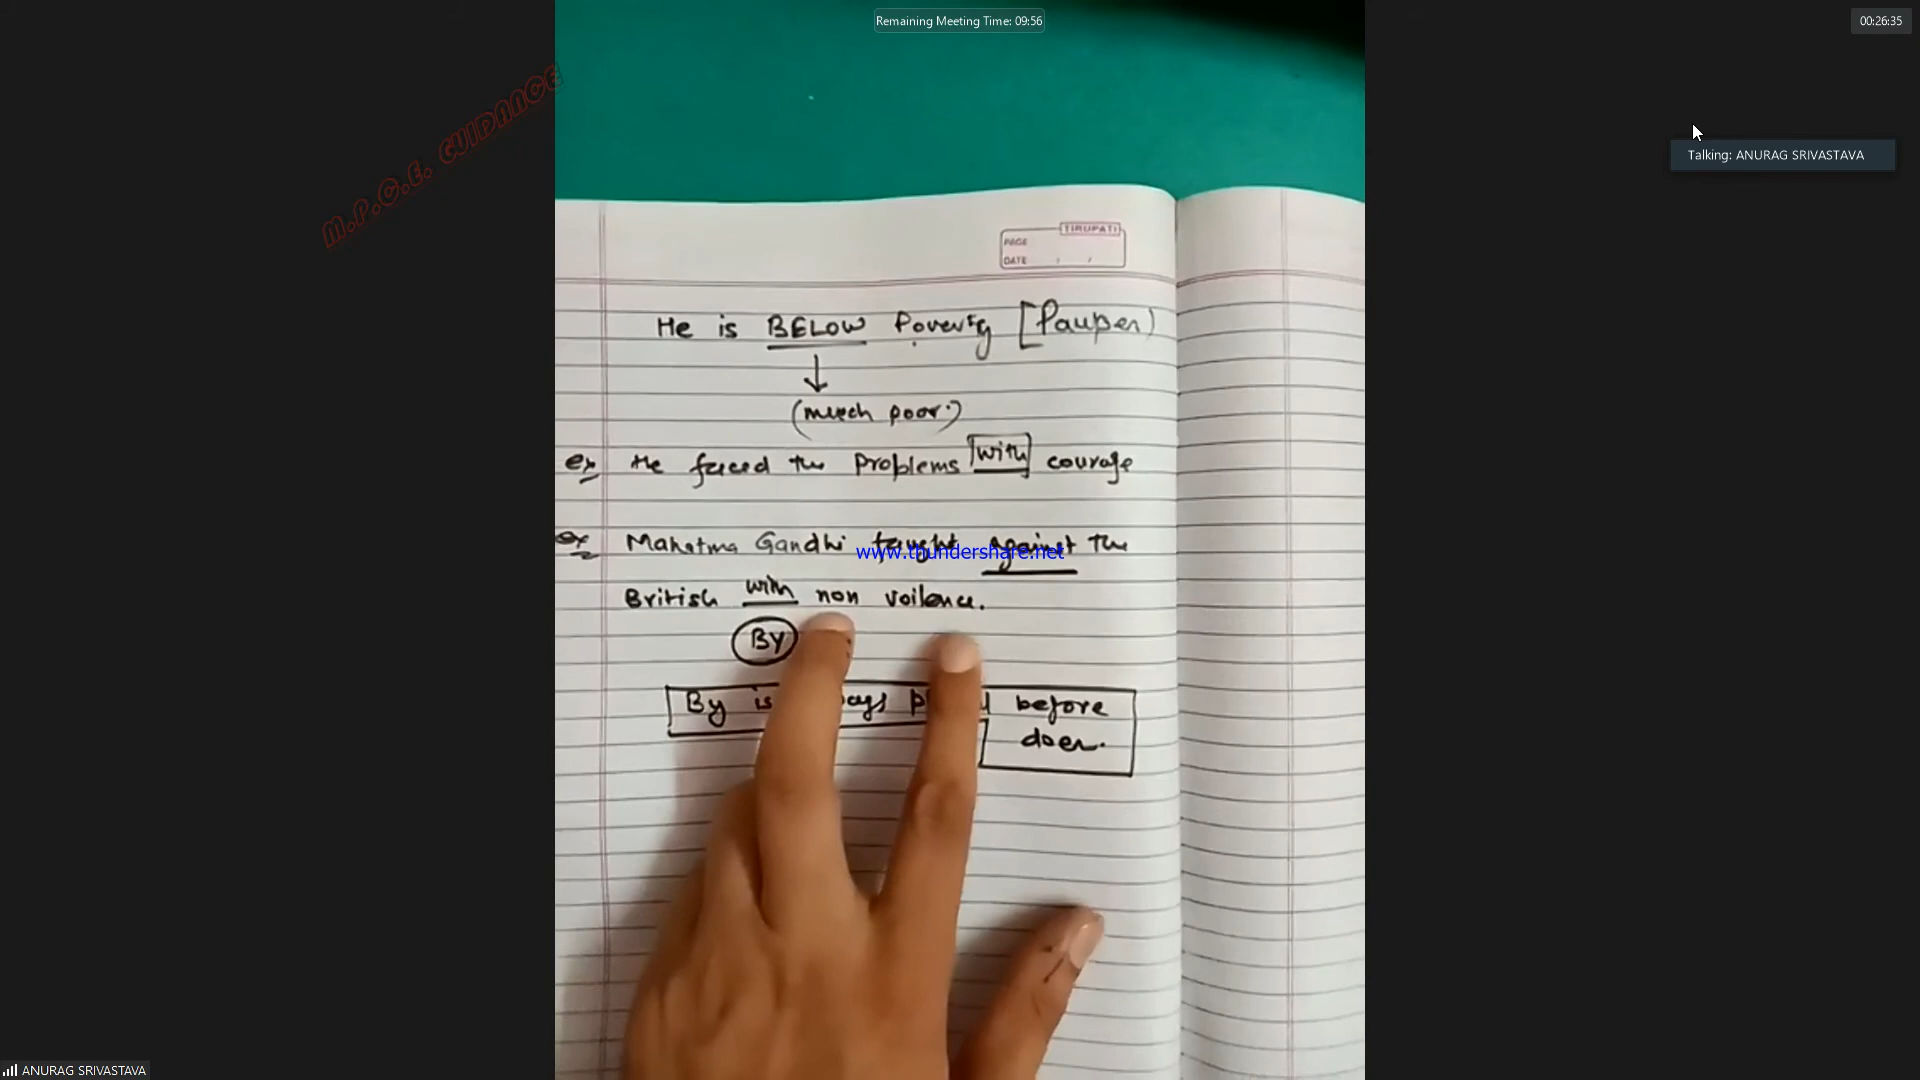 Remaining Meeting Time: 09:56
00:26:35
M.P.C.E. GUIDANCE
Talking: ANURAG SRIVASTAVA
TIRUPATI
PAGE
DATE / /
He is BELOW Poverty [Pauper)
(much poor.)
ex He faced the Problems with courage
ex Mahatma Gandhi faught against the
www.thundershare.net
British with non voilence.
By
By is before
doer.
ANURAG SRIVASTAVA